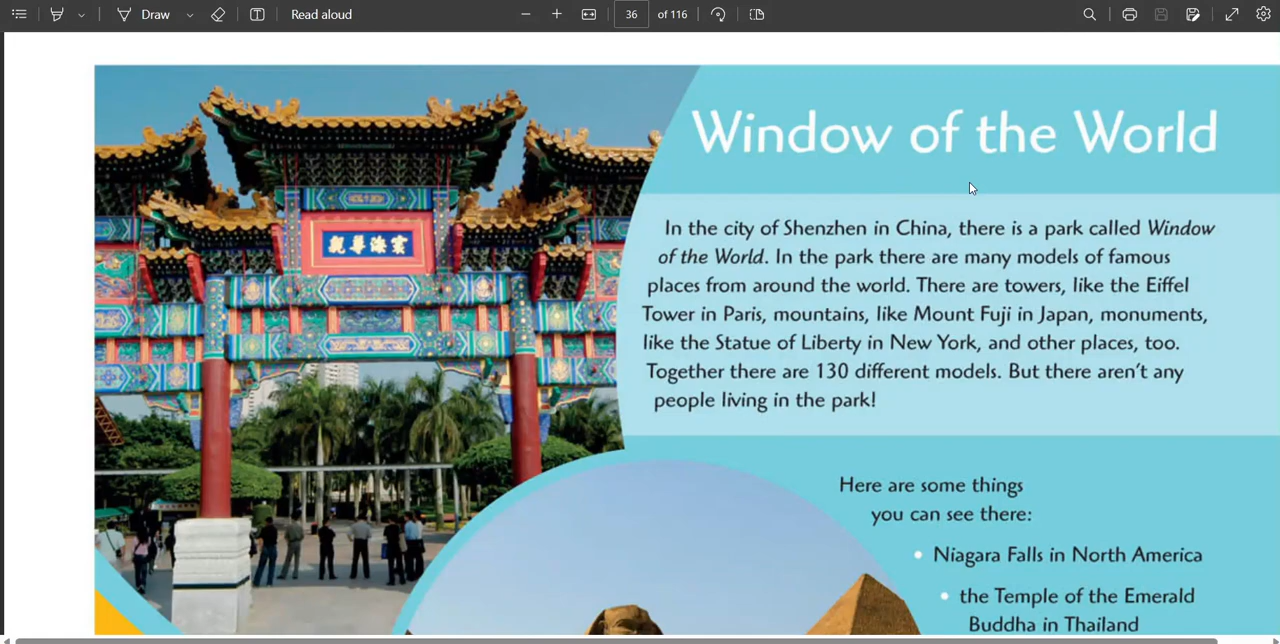 Draw
Read aloud
36
of 116
Window of the World
雲海華観
In the city of Shenzhen in China, there is a park called Window
of the World. In the park there are many models of famous
places from around the world. There are towers, like the Eiffel
Tower in Paris, mountains, like Mount Fuji in Japan, monuments,
like the Statue of Liberty in New York, and other places, too.
Together there are 130 different models. But there aren't any
people living in the park!
Here are some things
you can see there:
• Niagara Falls in North America
• the Temple of the Emerald
Buddha in Thailand